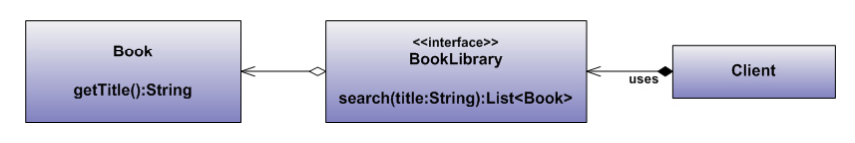 Book
getTitle():String
<<interface>>
BookLibrary
search(title:String):List<Book>
uses
Client